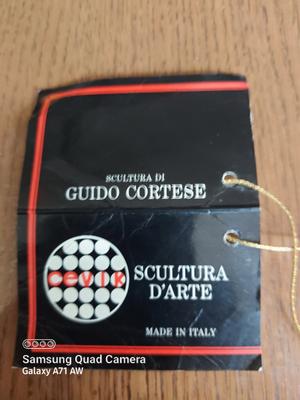 SCULTURA DI
GUIDO CORTESE
cevik
SCULTURA
D'ARTE
MADE IN ITALY
Samsung Quad Camera
Galaxy A71 AW